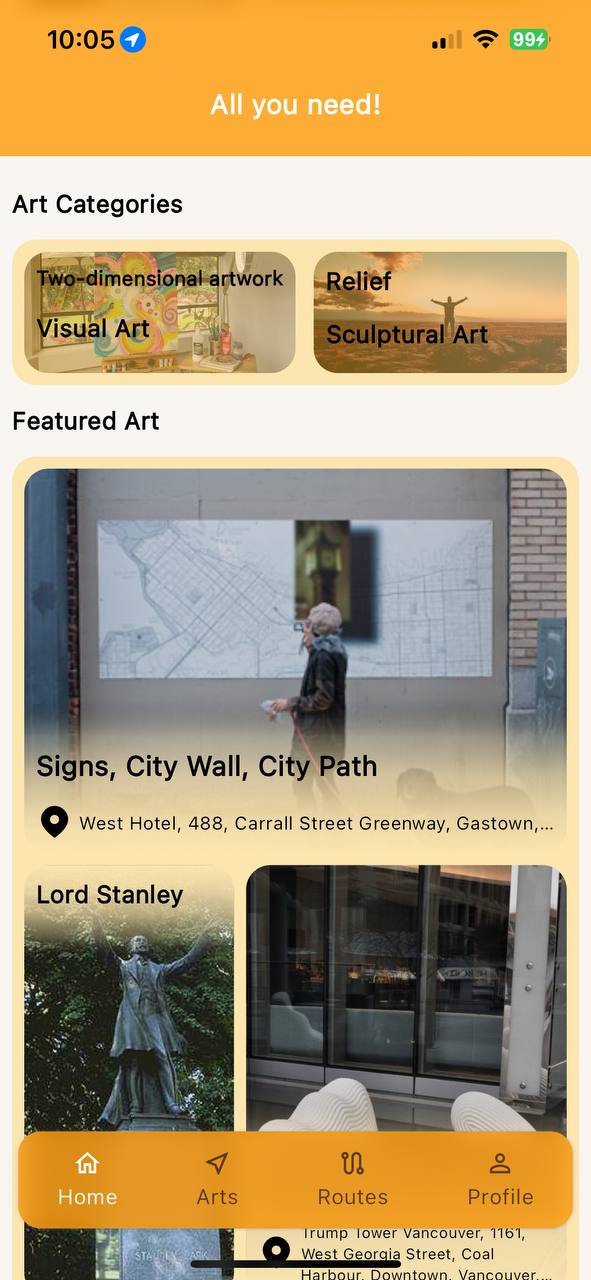 10:05
99
All you need!
Art Categories
Two-dimensional artwork
Visual Art
Relief
Sculptural Art
Featured Art
Signs, City Wall, City Path
West Hotel, 488, Carrall Street Greenway, Gastown,...
Lord Stanley
Home
Arts
Routes
Profile
STANLEY PARK
Trump Tower Vancouver, 1161,
West Georgia Street, Coal
Harbour, Downtown, Vancouver,...